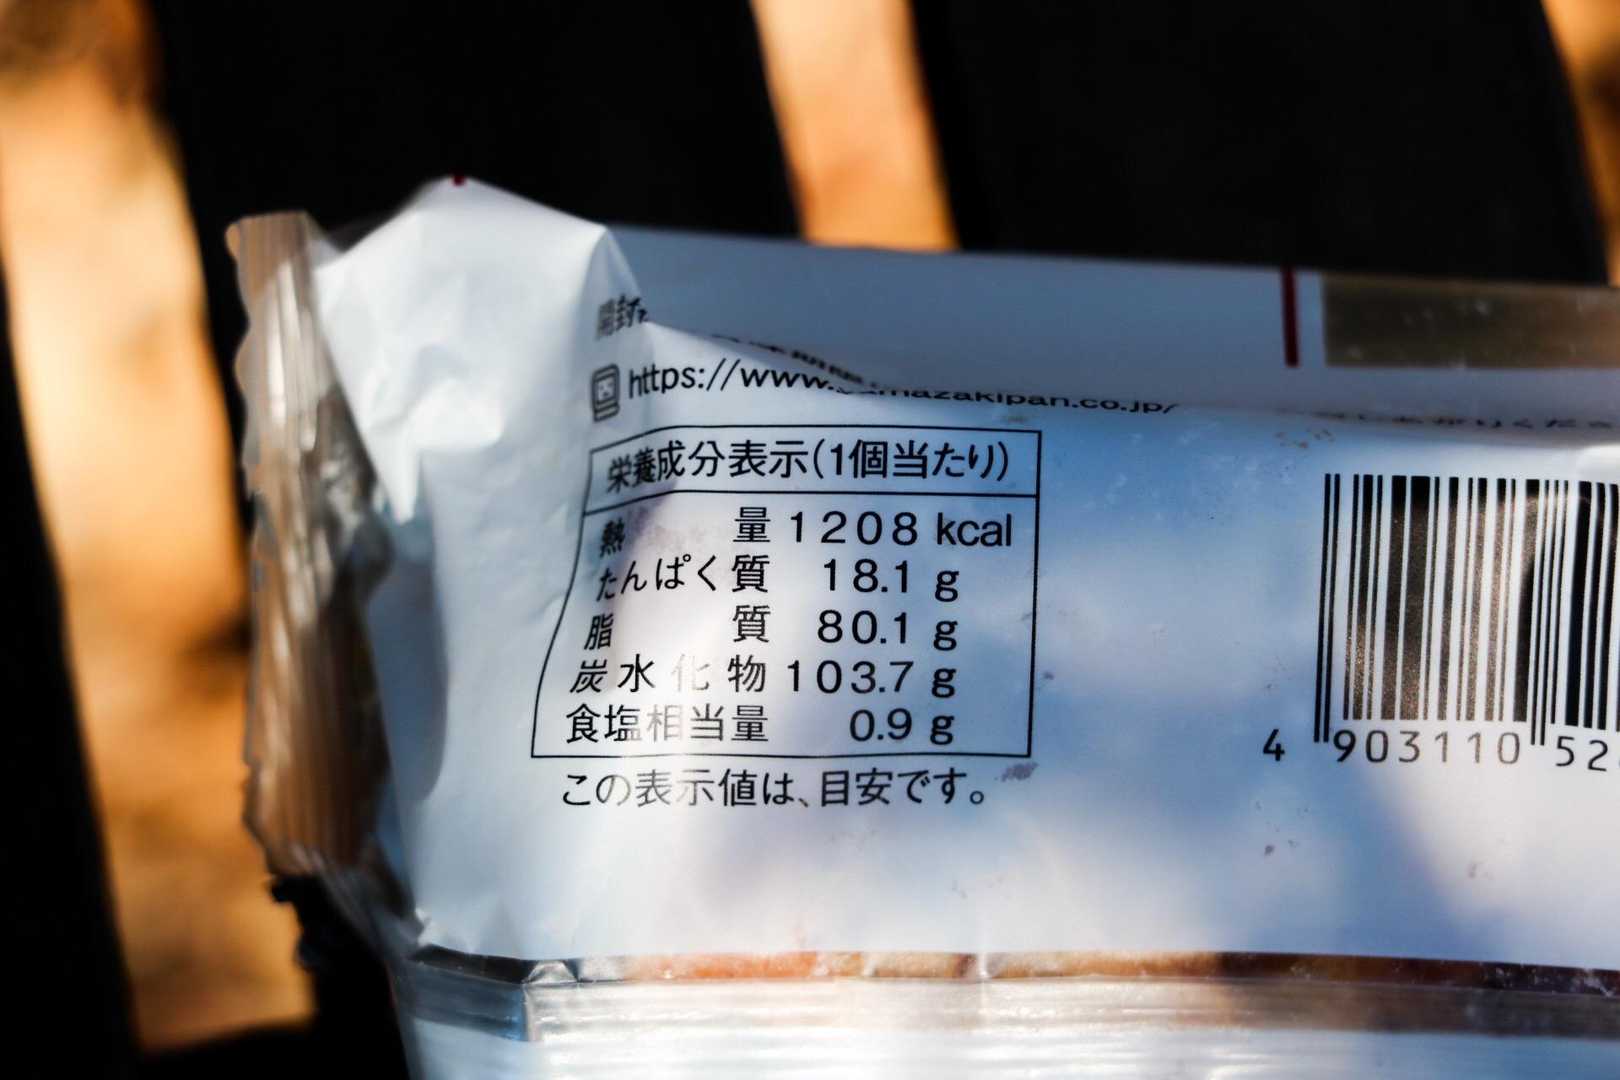 開封
https://www.yamazakipan.co.jp/
栄養成分表示(1個当たり)
熱量 1208 kcal
たんぱく質 18.1 g
脂質 80.1 g
炭水化物 103.7 g
食塩相当量 0.9 g
この表示値は、目安です。
4 903110 52